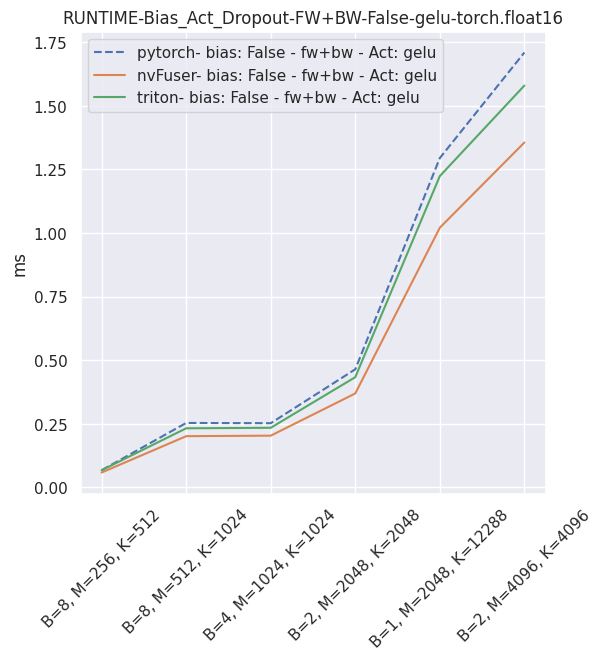 RUNTIME-Bias_Act_Dropout-FW+BW-False-gelu-torch.float16
pytorch- bias: False - fw+bw - Act: gelu
nvFuser- bias: False - fw+bw - Act: gelu
triton- bias: False - fw+bw - Act: gelu
1.75
1.50
1.25
1.00
0.75
0.50
0.25
0.00
ms
B=8, M=256, K=512
B=8, M=512, K=1024
B=4, M=1024, K=1024
B=2, M=2048, K=2048
B=1, M=2048, K=12288
B=2, M=4096, K=4096